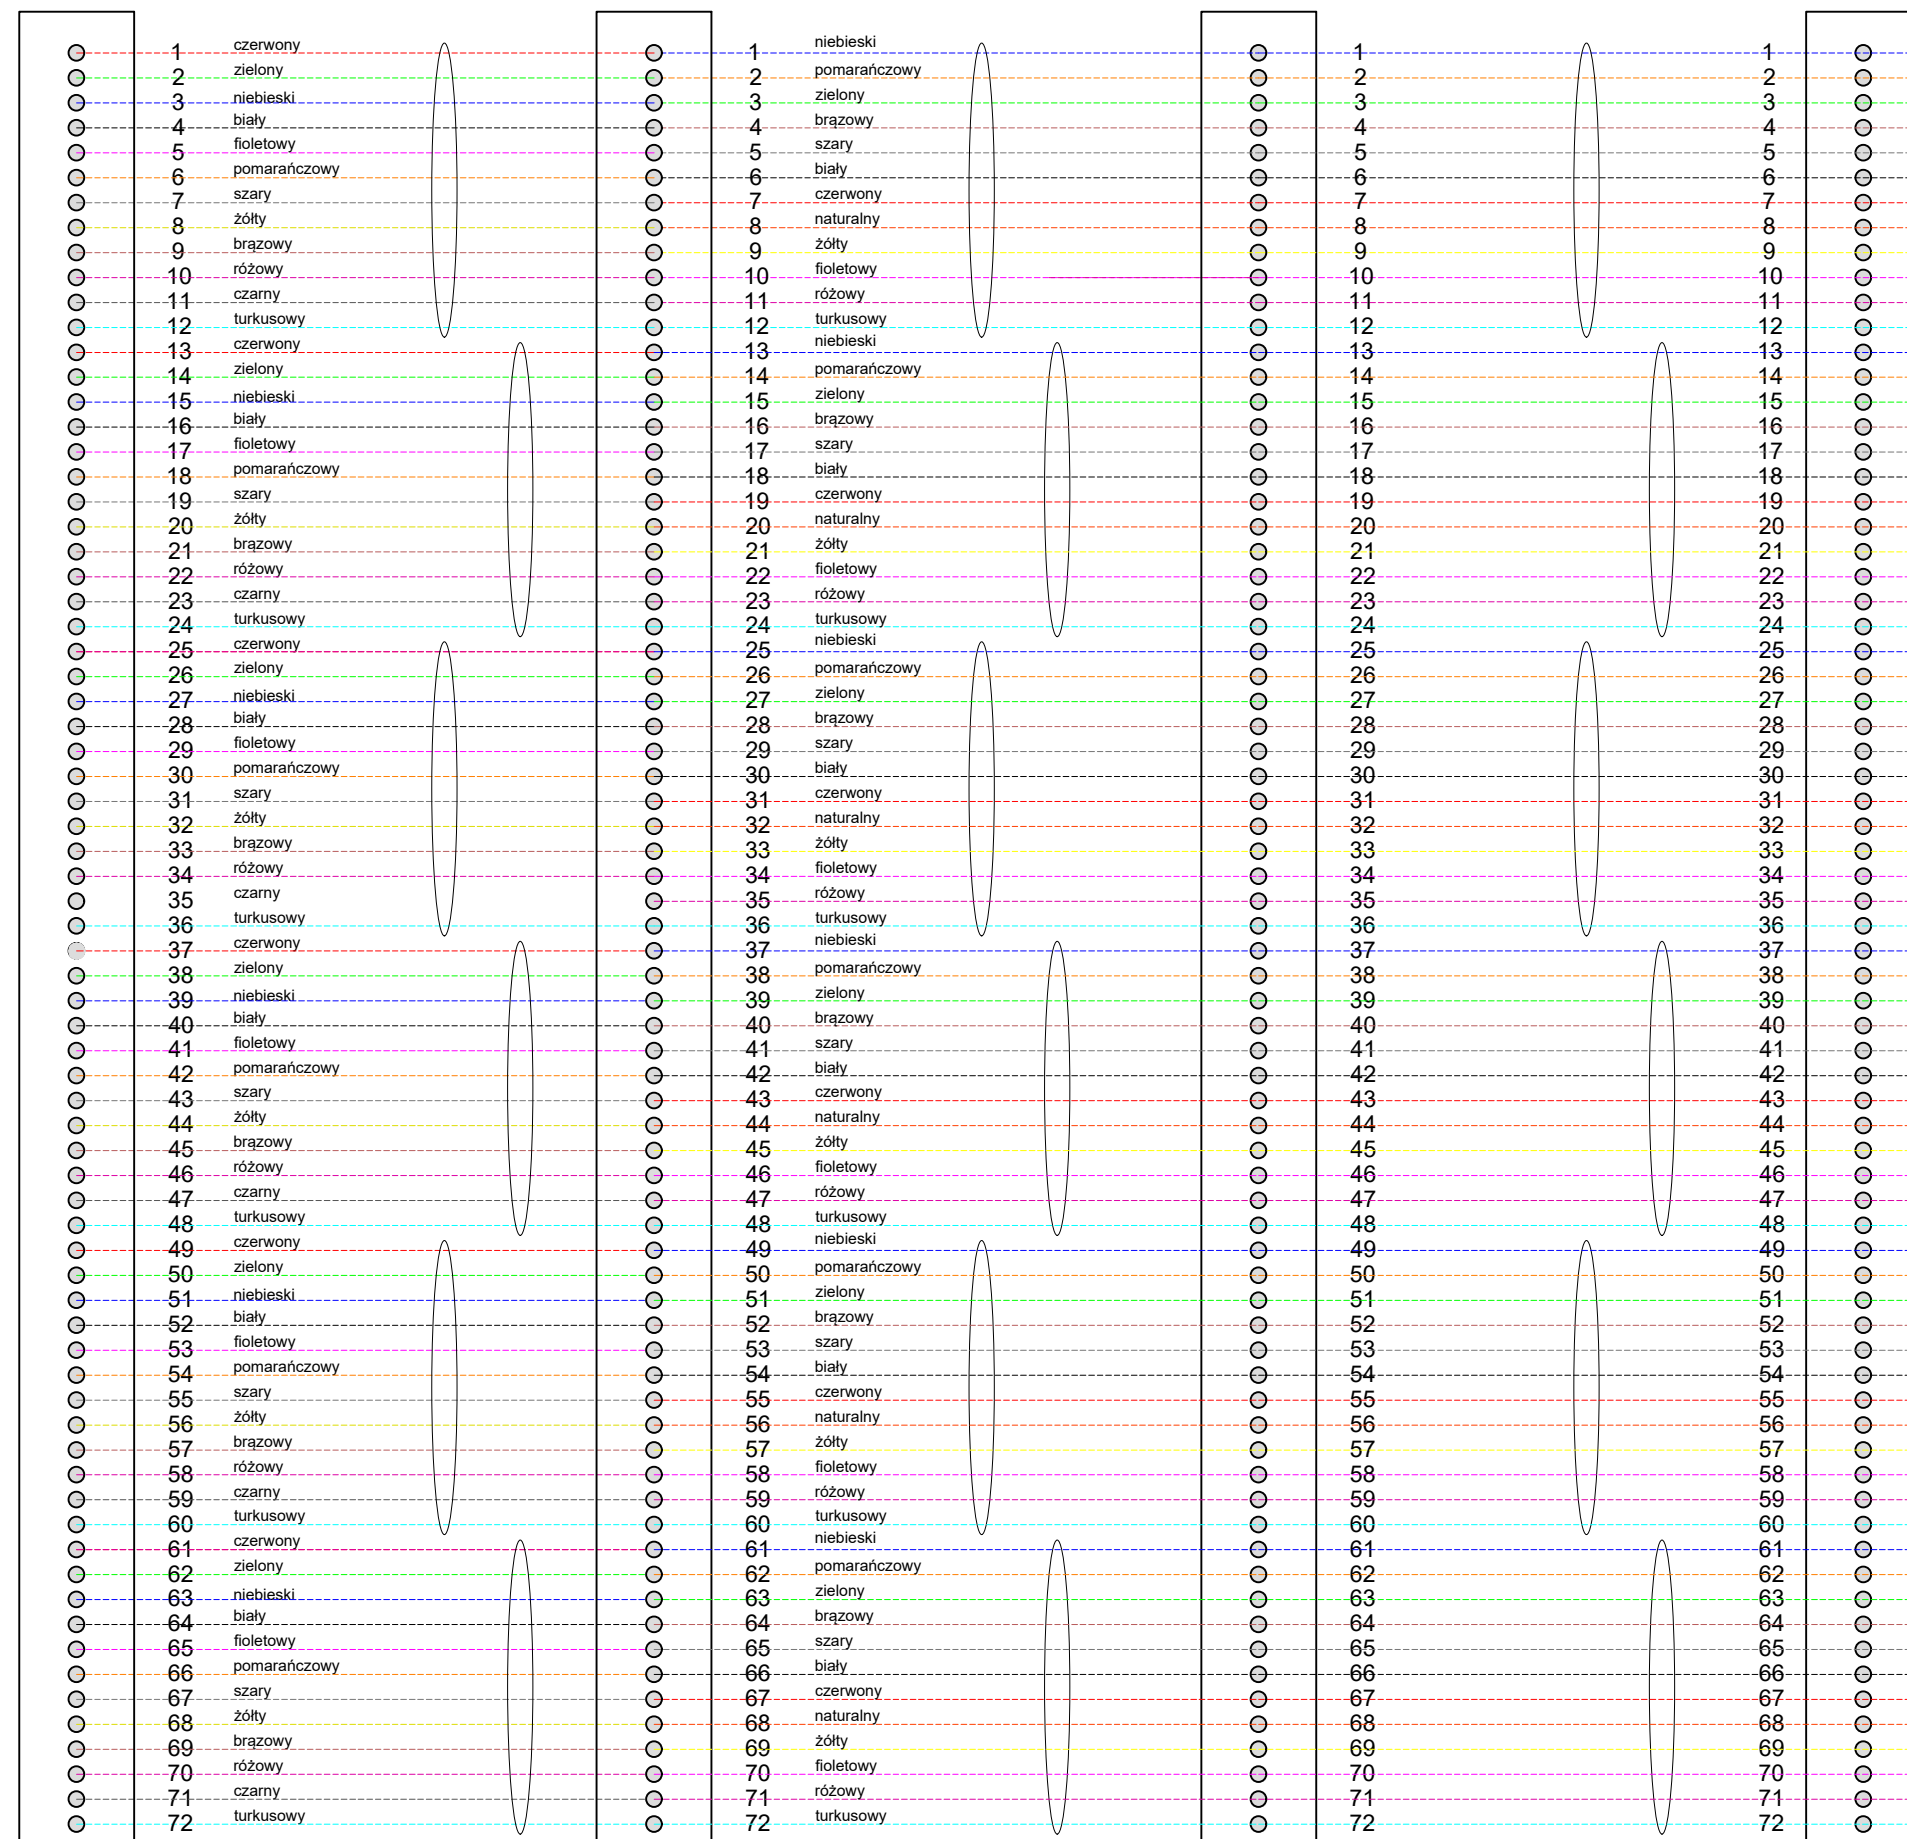 1 czerwony 1 niebieski 1 1
2 zielony 2 pomarańczowy 2 2
3 niebieski 3 zielony 3 3
4 biały 4 brązowy 4 4
5 fioletowy 5 szary 5 5
6 pomarańczowy 6 biały 6 6
7 szary 7 czerwony 7 7
8 żółty 8 naturalny 8 8
9 brązowy 9 żółty 9 9
10 różowy 10 fioletowy 10 10
11 czarny 11 różowy 11 11
12 turkusowy 12 turkusowy 12 12
13 czerwony 13 niebieski 13 13
14 zielony 14 pomarańczowy 14 14
15 niebieski 15 zielony 15 15
16 biały 16 brązowy 16 16
17 fioletowy 17 szary 17 17
18 pomarańczowy 18 biały 18 18
19 szary 19 czerwony 19 19
20 żółty 20 naturalny 20 20
21 brązowy 21 żółty 21 21
22 różowy 22 fioletowy 22 22
23 czarny 23 różowy 23 23
24 turkusowy 24 turkusowy 24 24
25 czerwony 25 niebieski 25 25
26 zielony 26 pomarańczowy 26 26
27 niebieski 27 zielony 27 27
28 biały 28 brązowy 28 28
29 fioletowy 29 szary 29 29
30 pomarańczowy 30 biały 30 30
31 szary 31 czerwony 31 31
32 żółty 32 naturalny 32 32
33 brązowy 33 żółty 33 33
34 różowy 34 fioletowy 34 34
35 czarny 35 różowy 35 35
36 turkusowy 36 turkusowy 36 36
37 czerwony 37 niebieski 37 37
38 zielony 38 pomarańczowy 38 38
39 niebieski 39 zielony 39 39
40 biały 40 brązowy 40 40
41 fioletowy 41 szary 41 41
42 pomarańczowy 42 biały 42 42
43 szary 43 czerwony 43 43
44 żółty 44 naturalny 44 44
45 brązowy 45 żółty 45 45
46 różowy 46 fioletowy 46 46
47 czarny 47 różowy 47 47
48 turkusowy 48 turkusowy 48 48
49 czerwony 49 niebieski 49 49
50 zielony 50 pomarańczowy 50 50
51 niebieski 51 zielony 51 51
52 biały 52 brązowy 52 52
53 fioletowy 53 szary 53 53
54 pomarańczowy 54 biały 54 54
55 szary 55 czerwony 55 55
56 żółty 56 naturalny 56 56
57 brązowy 57 żółty 57 57
58 różowy 58 fioletowy 58 58
59 czarny 59 różowy 59 59
60 turkusowy 60 turkusowy 60 60
61 czerwony 61 niebieski 61 61
62 zielony 62 pomarańczowy 62 62
63 niebieski 63 zielony 63 63
64 biały 64 brązowy 64 64
65 fioletowy 65 szary 65 65
66 pomarańczowy 66 biały 66 66
67 szary 67 czerwony 67 67
68 żółty 68 naturalny 68 68
69 brązowy 69 żółty 69 69
70 różowy 70 fioletowy 70 70
71 czarny 71 różowy 71 71
72 turkusowy 72 turkusowy 72 72